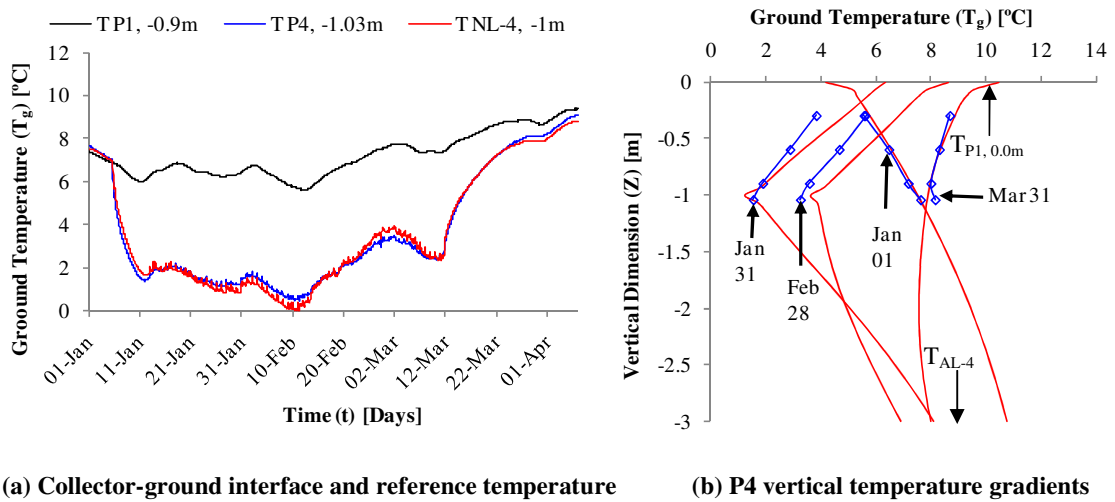 TP1, -0.9m TP4, -1.03m TNL-4, -1m
Groound Temperature (Tg) [ºC]
12
10
8
6
4
2
0
01-Jan
11-Jan
21-Jan
31-Jan
10-Feb
20-Feb
02-Mar
12-Mar
22-Mar
01-Apr
Time (t) [Days]
(a) Collector-ground interface and reference temperature
Ground Temperature (Tg) [ºC]
0 2 4 6 8 10 12 14
Vertical Dimension (Z) [m]
0
-0.5
-1
-1.5
-2
-2.5
-3
TP1, 0.0m
Mar 31
Jan
31
Feb
28
Jan
01
TAL-4
(b) P4 vertical temperature gradients